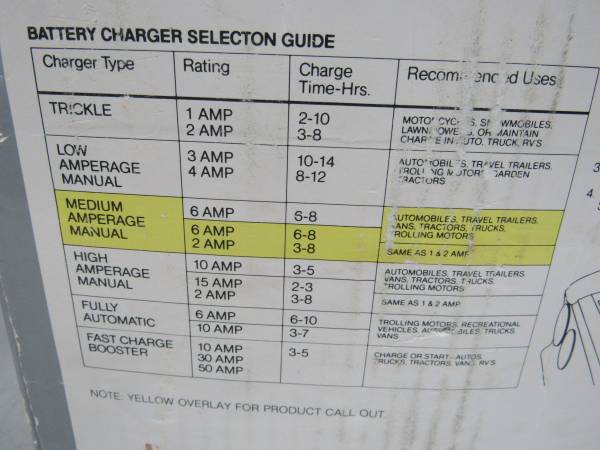 BATTERY CHARGER SELECTON GUIDE
Charger Type Rating Charge Time-Hrs. Recommended Uses
TRICKLE
1 AMP 2-10
2 AMP 3-8
MOTORCYCLES, SNOWMOBILES,
LAWNMOWERS, OR MAINTAIN
CHARGE IN AUTO, TRUCK, RV'S
LOW
AMPERAGE
MANUAL
3 AMP 10-14
4 AMP 8-12
AUTOMOBILES, TRAVEL TRAILERS,
TROLLING MOTORS, GARDEN
TRACTORS
MEDIUM
AMPERAGE
MANUAL
6 AMP 6-8
6 AMP 6-8
2 AMP 3-8
AUTOMOBILES, TRAVEL TRAILERS,
VANS, TRACTORS, TRUCKS,
TROLLING MOTORS
SAME AS 1 & 2 AMP
HIGH
AMPERAGE
MANUAL
10 AMP 3-5
15 AMP 2-3
2 AMP 3-8
AUTOMOBILES, TRAVEL TRAILERS,
VANS, TRACTORS, TRUCKS,
TROLLING MOTORS
SAME AS 1 & 2 AMP
FULLY
AUTOMATIC
6 AMP 6-10
10 AMP 3-7
TROLLING MOTORS, RECREATIONAL
VEHICLES, AUTOMOBILES, TRUCKS,
VANS
FAST CHARGE
BOOSTER
10 AMP 3-5
30 AMP
50 AMP
CHARGE OR START—AUTOS,
TRUCKS, TRACTORS, VANS, RV'S
NOTE: YELLOW OVERLAY FOR PRODUCT CALL OUT
3
4.